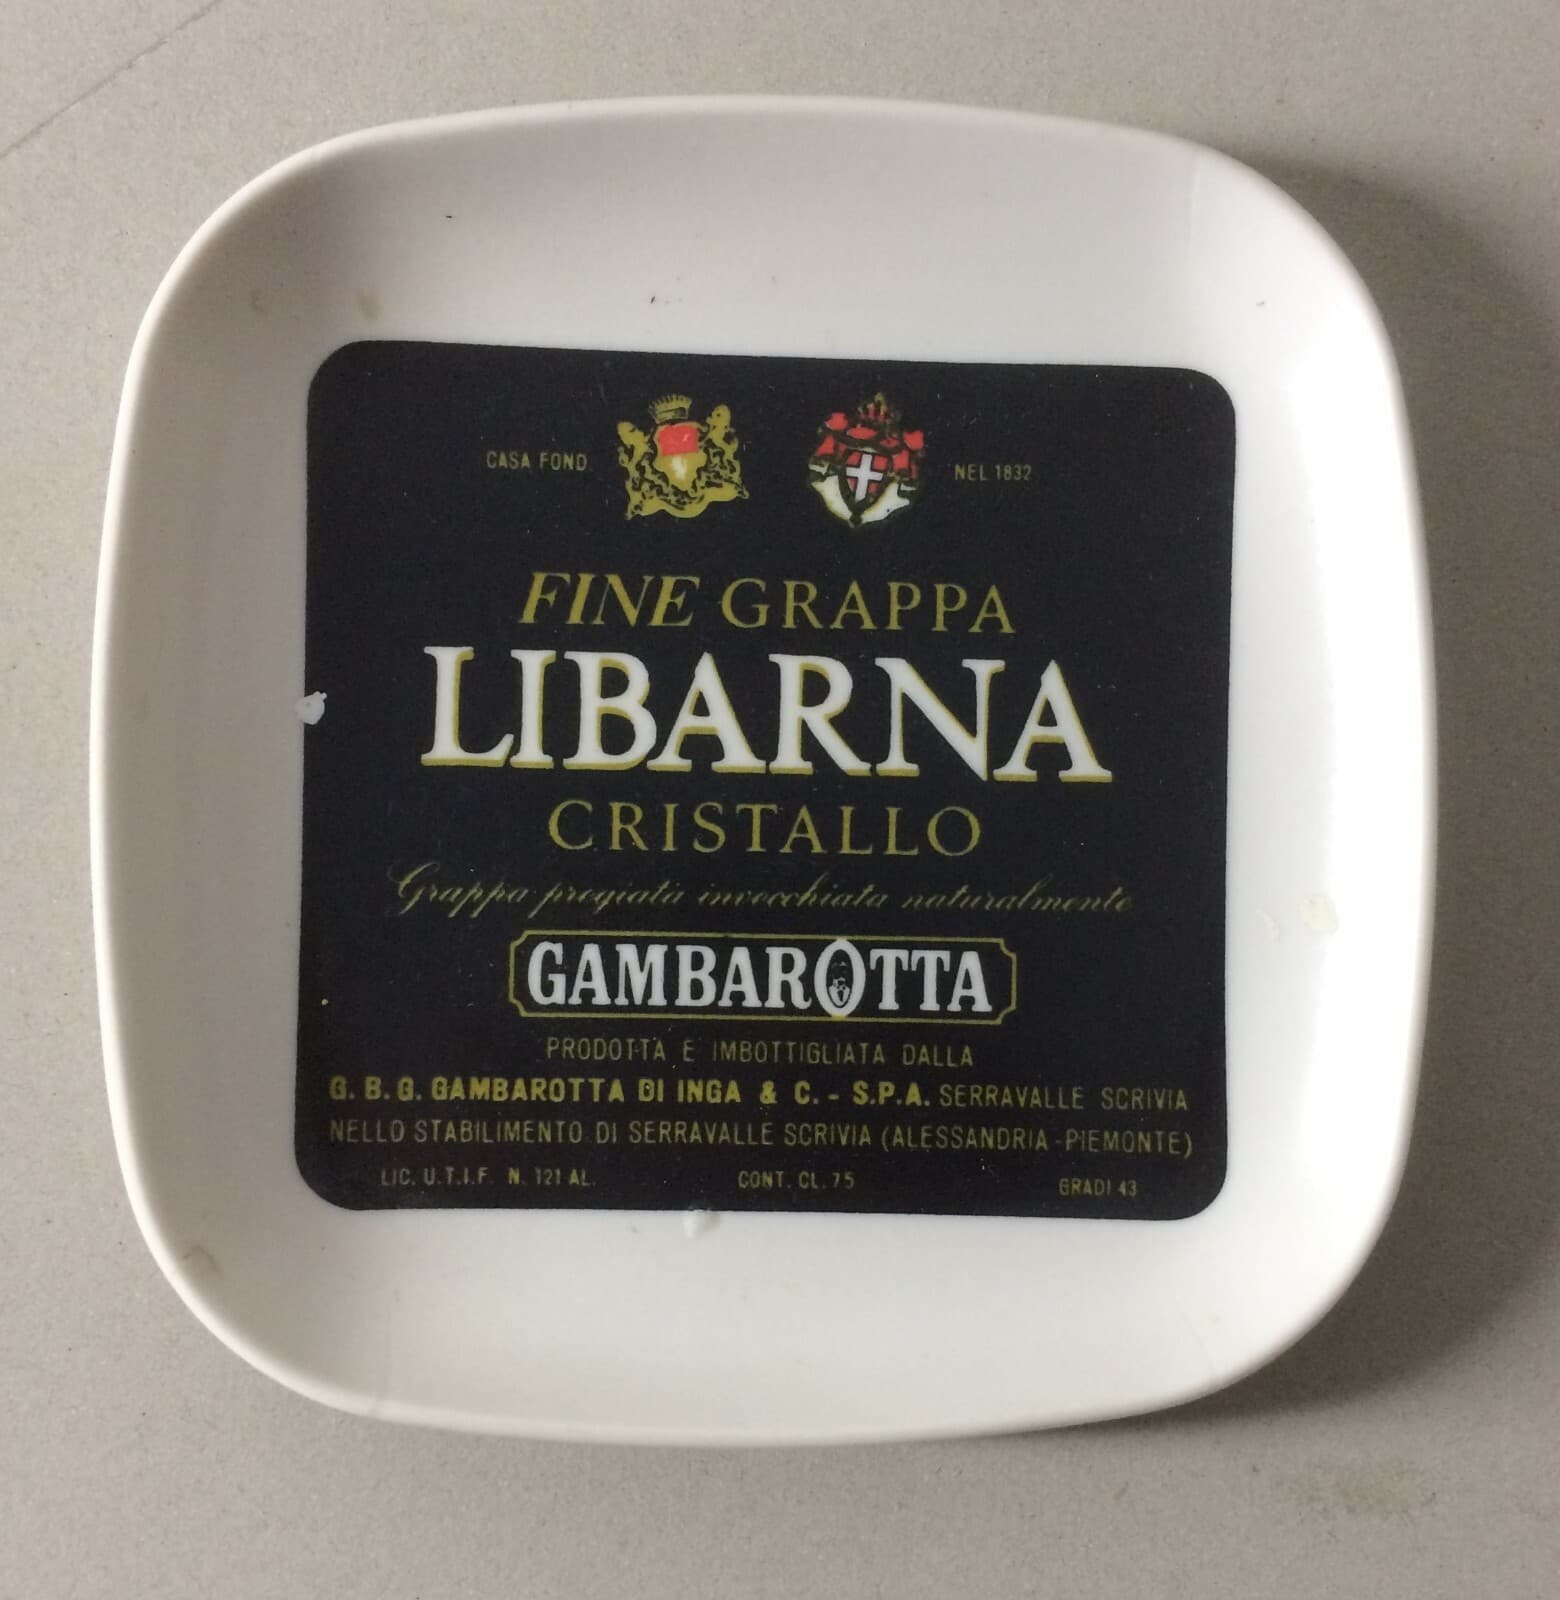 CASA FOND. NEL 1832
FINE GRAPPA
LIBARNA
CRISTALLO
Grappa pregiata invecchiata naturalmente
GAMBAROTTA
PRODOTTA E IMBOTTIGLIATA DALLA
G. B. G. GAMBAROTTA DI INGA & C. - S.P.A. SERRAVALLE SCRIVIA
NELLO STABILIMENTO DI SERRAVALLE SCRIVIA (ALESSANDRIA - PIEMONTE)
LIC. U.T.I.F. N. 121 AL. CONT. CL. 75 GRADI 43